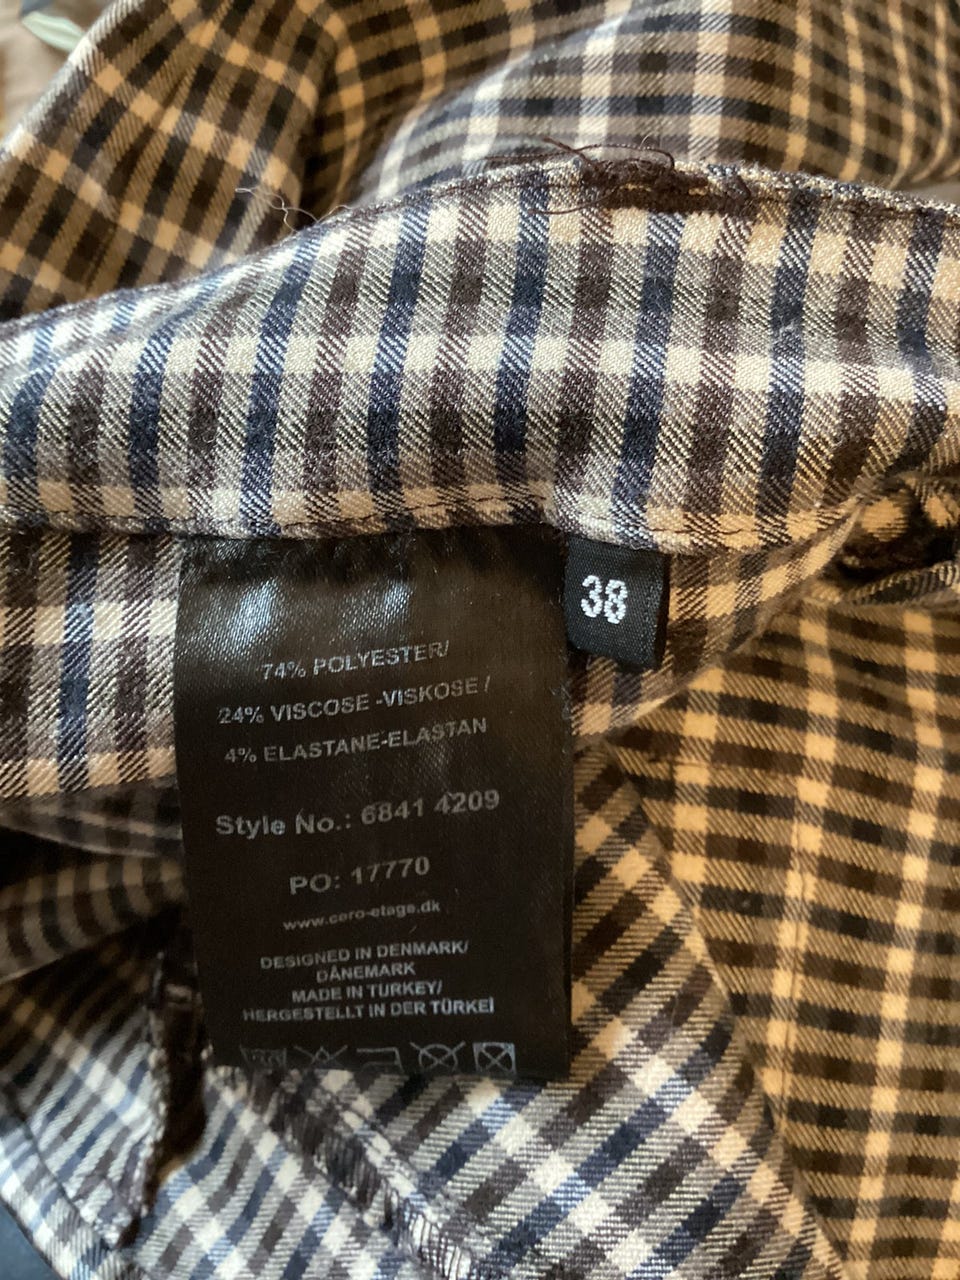 38
74% POLYESTER/
24% VISCOSE -VISKOSE /
4% ELASTANE-ELASTAN
Style No.: 6841 4209
PO: 17770
www.cero-etage.dk
DESIGNED IN DENMARK/
DÄNEMARK
MADE IN TURKEY/
HERGESTELLT IN DER TÜRKEİ